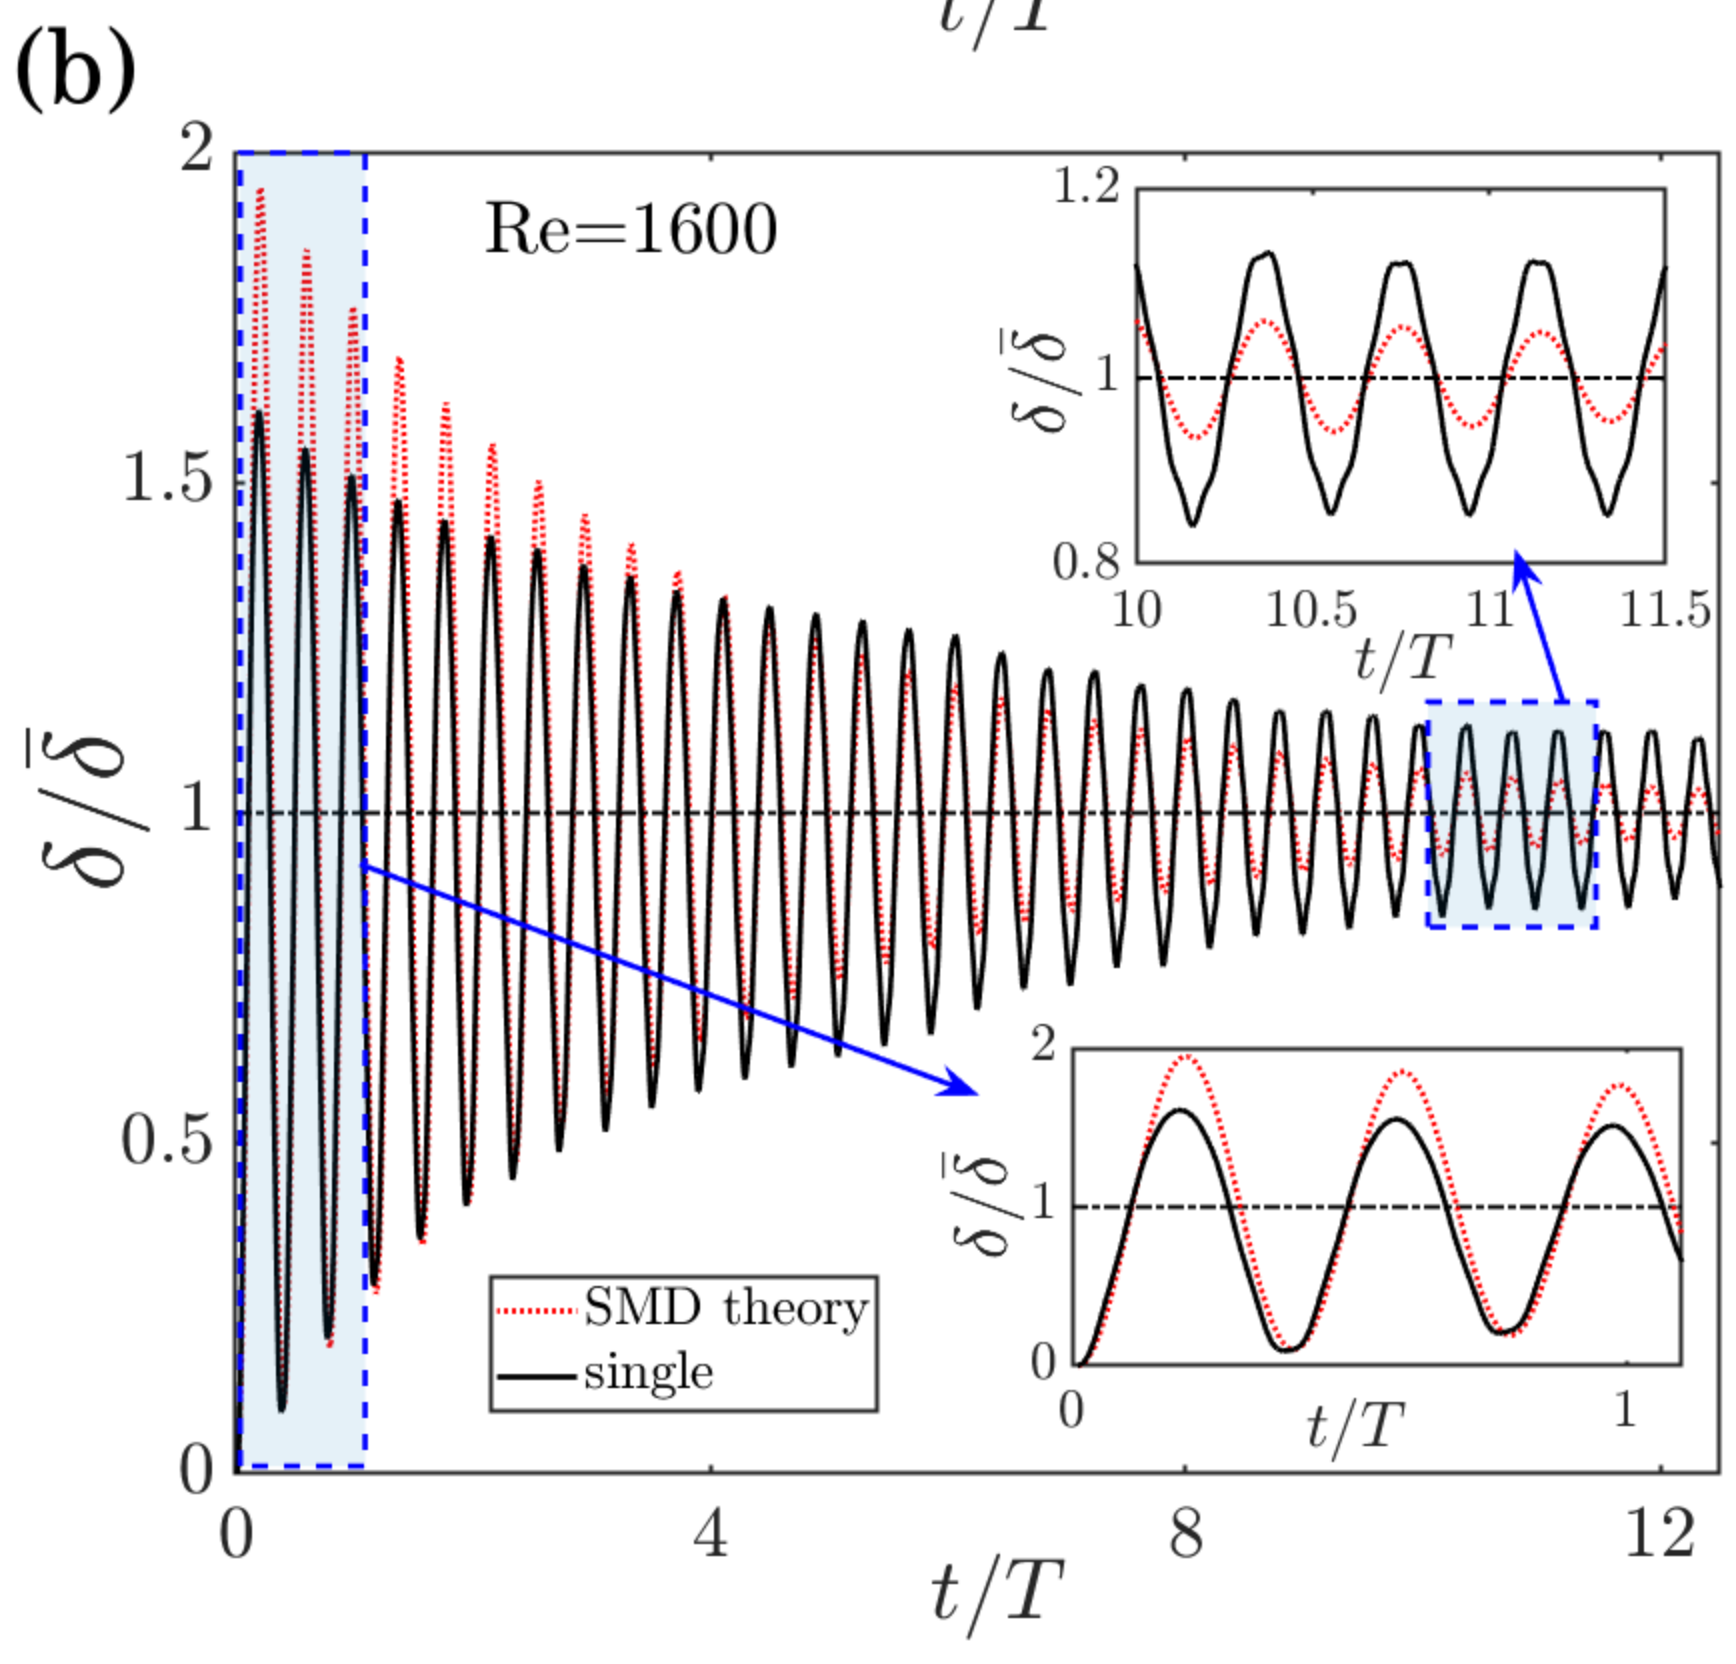 t/T
(b)
2
1.5
1
0.5
0
δ/δ̄
Re=1600
1.2
1
0.8
δ/δ̄
10 10.5 11 11.5
t/T
2
1
0
δ/δ̄
0 1
t/T
SMD theory
single
0 4 8 12
t/T